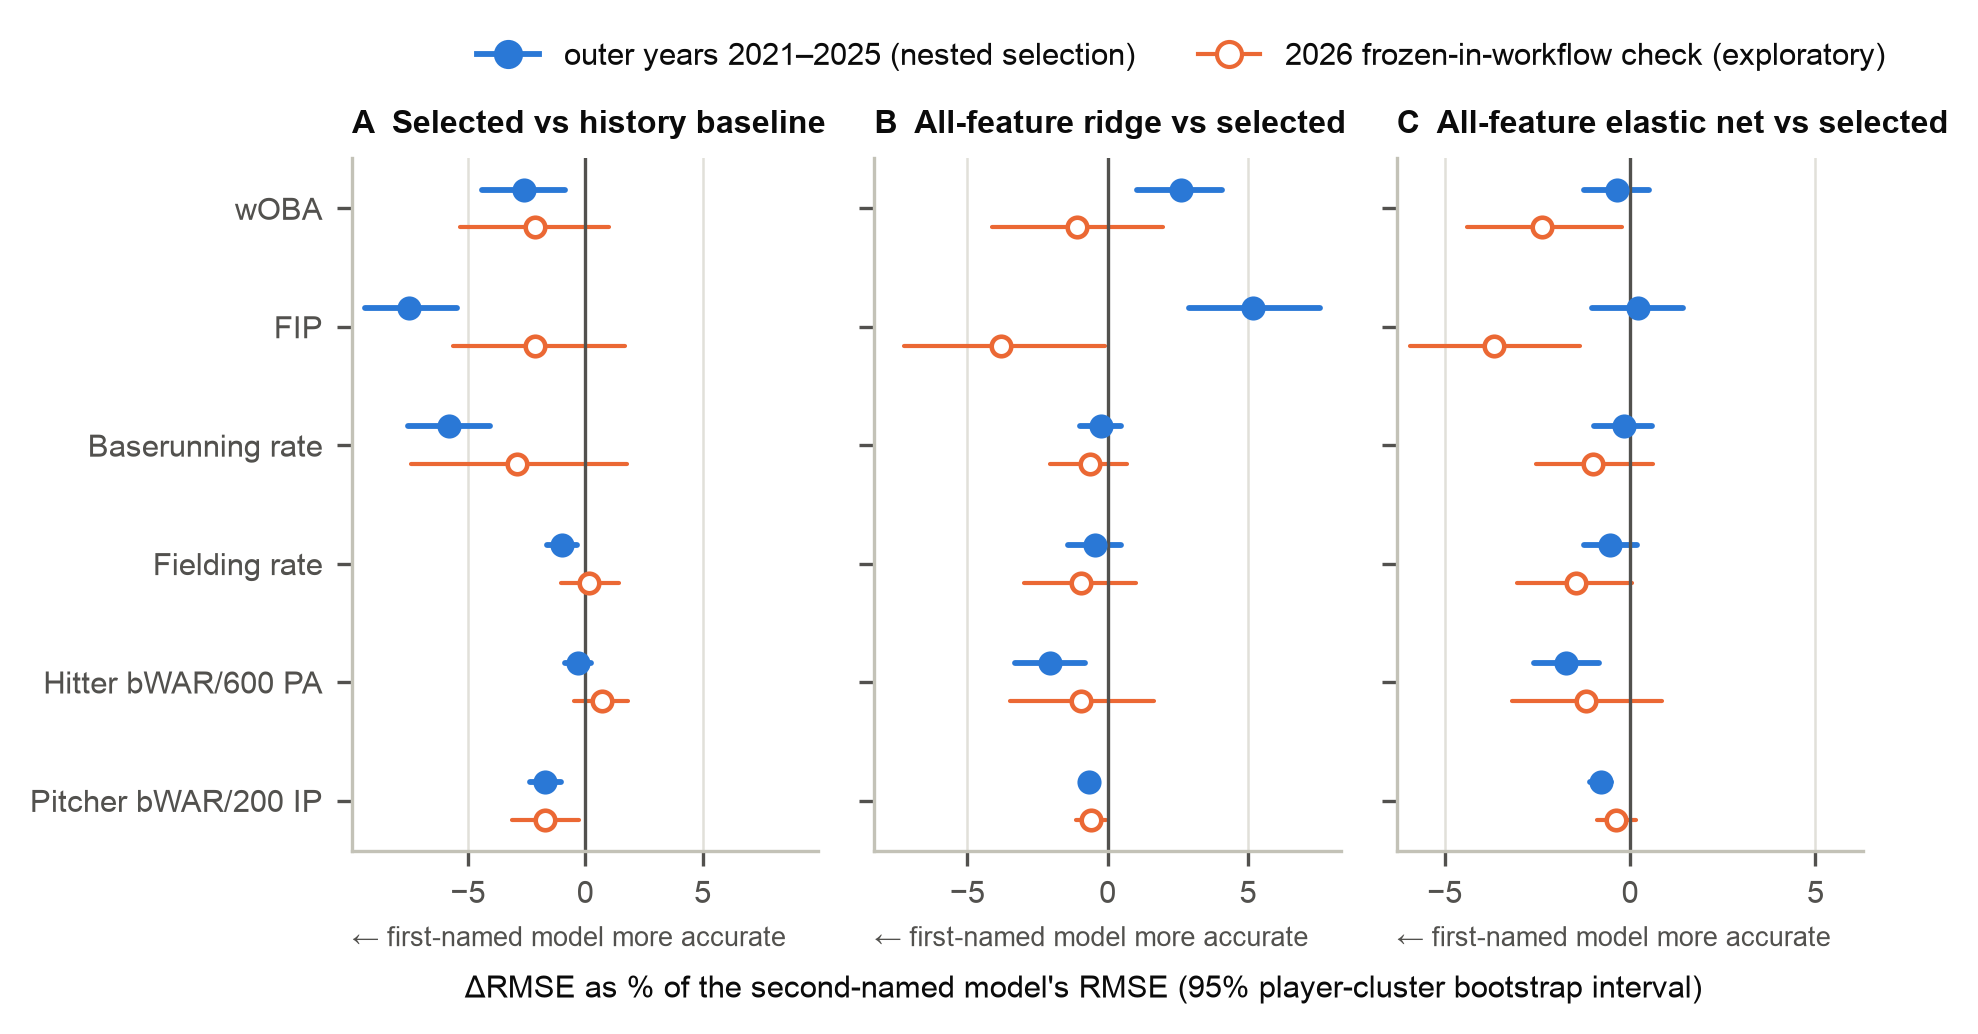 outer years 2021–2025 (nested selection)
2026 frozen-in-workflow check (exploratory)
A Selected vs history baseline
B All-feature ridge vs selected
C All-feature elastic net vs selected
wOBA
FIP
Baserunning rate
Fielding rate
Hitter bWAR/600 PA
Pitcher bWAR/200 IP
−5 0 5
−5 0 5
−5 0 5
← first-named model more accurate
← first-named model more accurate
← first-named model more accurate
ΔRMSE as % of the second-named model's RMSE (95% player-cluster bootstrap interval)